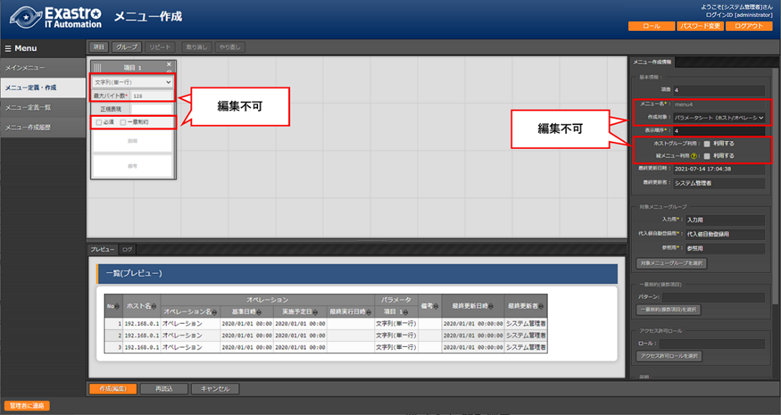 Exastro
IT Automation
メニュー作成
ようこそ[システム管理者]さん
ログインID [administrator]
ロール
パスワード変更
ログアウト
Menu
メインメニュー
メニュー定義・作成
メニュー定義一覧
メニュー作成履歴
項目
グループ
リピート
取り消し
やり直し
項目 1
文字列(単一行)
最大バイト数* 128
正規表現
必須 一意制約
説明
備考
編集不可
編集不可
メニュー作成情報
基本情報
項番 4
メニュー名* : menu4
作成対象 : パラメータシート（ホスト/オペレーシ
表示順序* : 4
ホストグループ利用 : 利用する
縦メニュー利用 : 利用する
最終更新日時 : 2021-07-14 17:04:38
最終更新者 : システム管理者
対象メニューグループ
入力用* : 入力用
代入値自動登録用* : 代入値自動登録用
参照用* : 参照用
対象メニューグループを選択
一意制約(複数項目)
パターン:
一意制約(複数項目)を選択
アクセス許可ロール
ロール :
アクセス許可ロールを選択
プレビュー
ログ
一覧(プレビュー)
No ホスト名 オペレーション パラメータ 備考 最終更新日時 最終更新者
オペレーション名 基準日時 実施予定日 最終実行日時 項目 1
1 192.168.0.1 オペレーション 2020/01/01 00:00 2020/01/01 00:00 文字列(単一行) 2020/01/01 00:00:00 システム管理者
2 192.168.0.1 オペレーション 2020/01/01 00:00 2020/01/01 00:00 文字列(単一行) 2020/01/01 00:00:00 システム管理者
3 192.168.0.1 オペレーション 2020/01/01 00:00 2020/01/01 00:00 文字列(単一行) 2020/01/01 00:00:00 システム管理者
作成(編集)
再読込
キャンセル
管理者に連絡